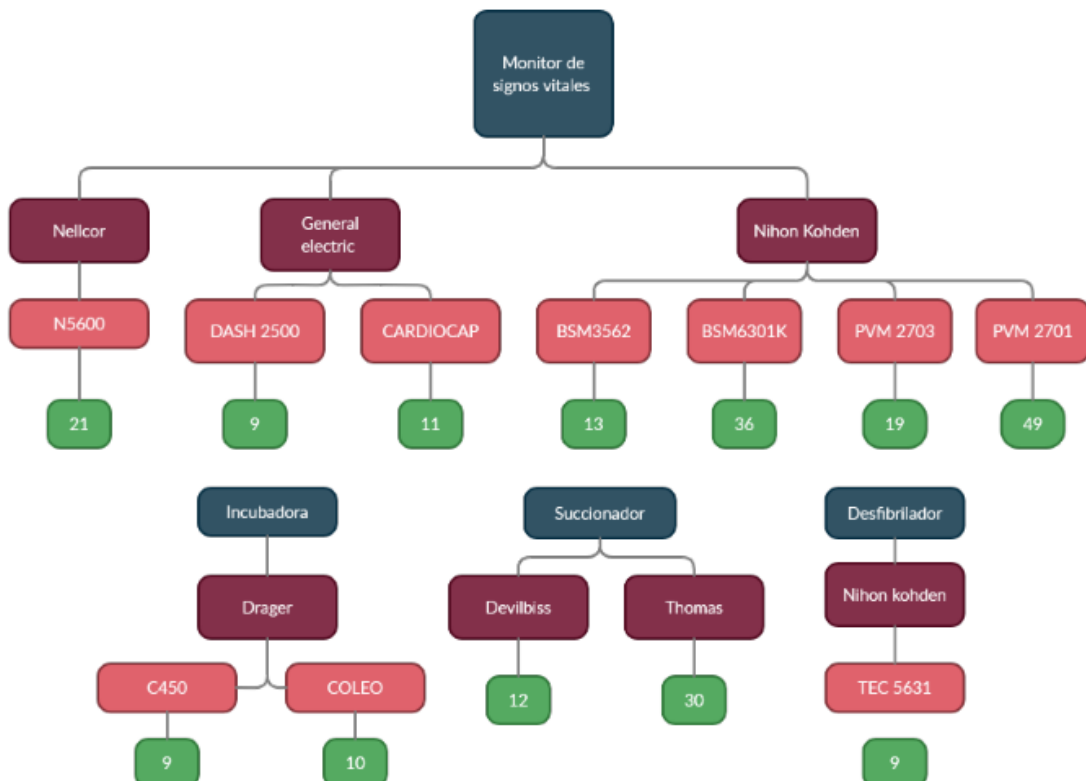 Monitor de
signos vitales
Nellcor
General
electric
Nihon Kohden
N5600
DASH 2500
CARDIOCAP
BSM3562
BSM6301K
PVM 2703
PVM 2701
21
9
11
13
36
19
49
Incubadora
Succionador
Desfibrilador
Drager
Devilbiss
Thomas
Nihon kohden
C450
COLEO
12
30
TEC 5631
9
10
9